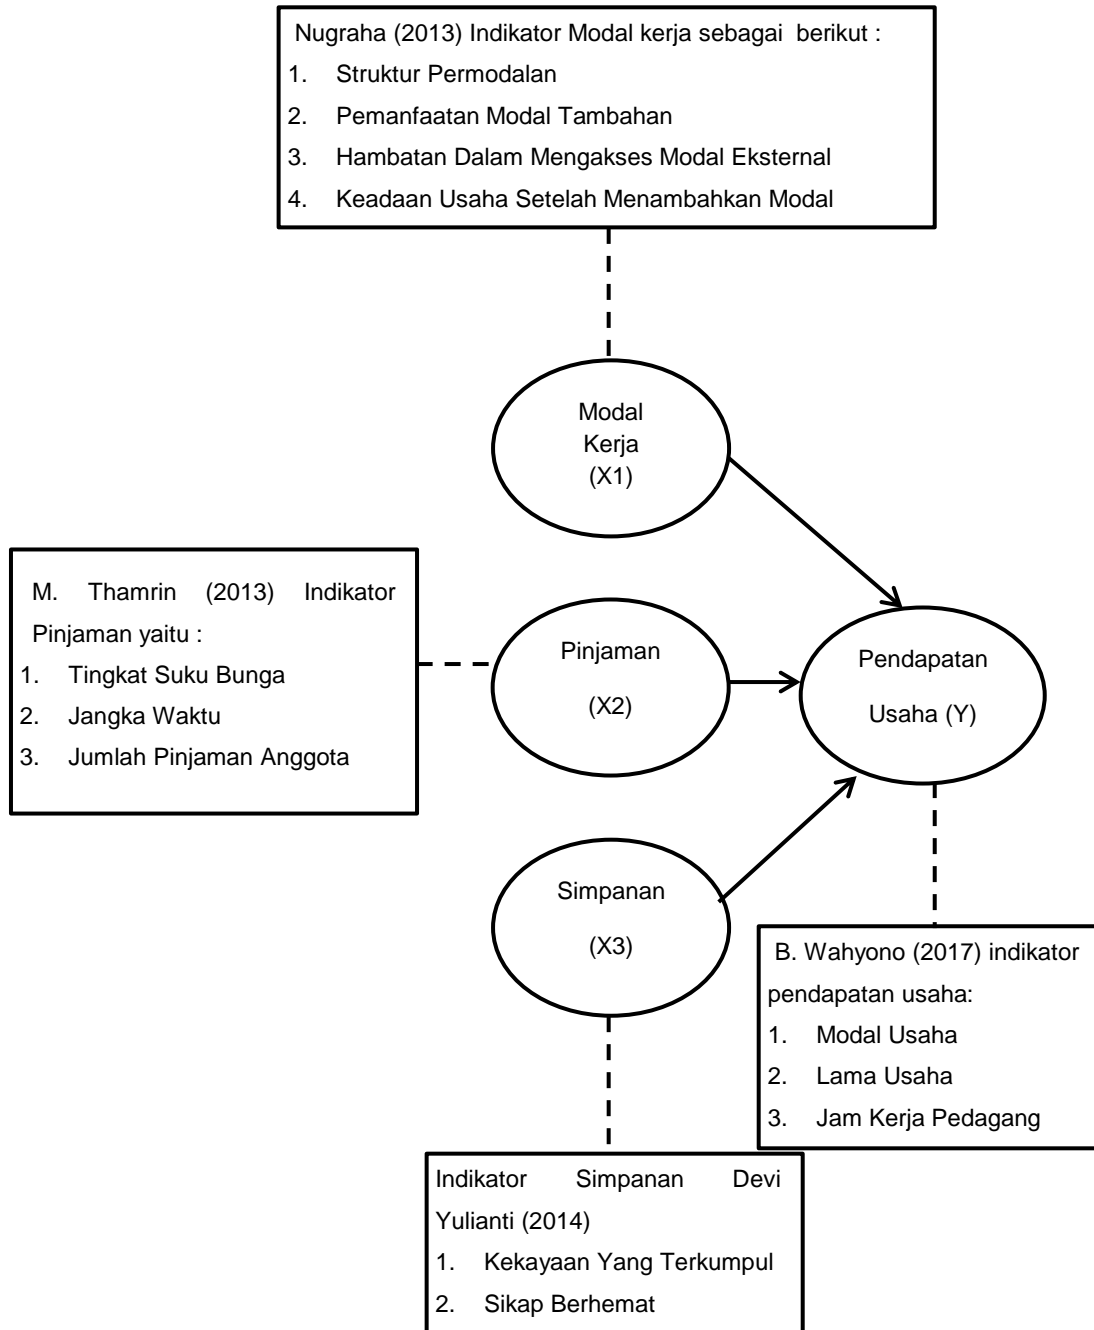 Nugraha (2013) Indikator Modal kerja sebagai berikut :
1. Struktur Permodalan
2. Pemanfaatan Modal Tambahan
3. Hambatan Dalam Mengakses Modal Eksternal
4. Keadaan Usaha Setelah Menambahkan Modal
Modal
Kerja
(X1)
M. Thamrin (2013) Indikator
Pinjaman yaitu :
1. Tingkat Suku Bunga
2. Jangka Waktu
3. Jumlah Pinjaman Anggota
Pinjaman
(X2)
Pendapatan
Usaha (Y)
Simpanan
(X3)
B. Wahyono (2017) indikator
pendapatan usaha:
1. Modal Usaha
2. Lama Usaha
3. Jam Kerja Pedagang
Indikator Simpanan Devi
Yulianti (2014)
1. Kekayaan Yang Terkumpul
2. Sikap Berhemat